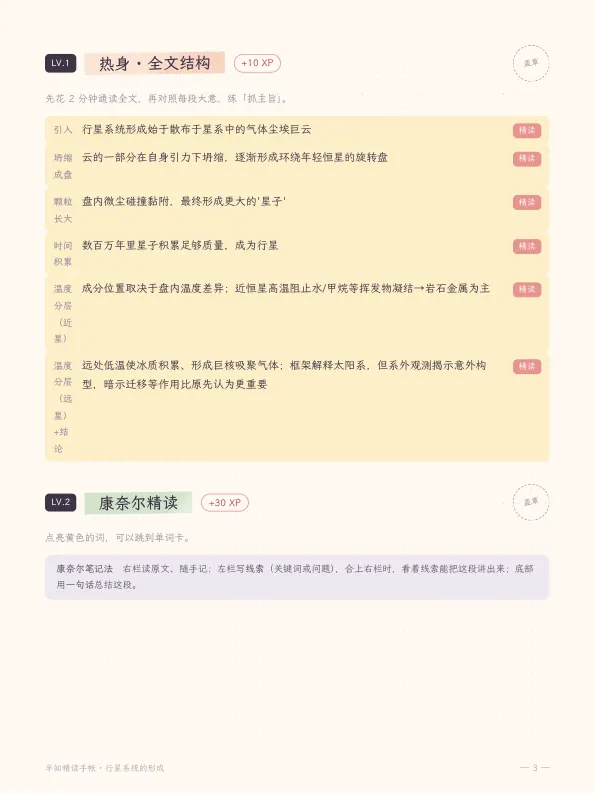 LV.1 热身·全文结构 +10 XP 盖章
先花 2 分钟通读全文，再对照每段大意，练「抓主旨」。
引入 行星系统形成始于散布于星系中的气体尘埃巨云 精读
坍缩 云的一部分在自身引力下坍缩，逐渐形成环绕年轻恒星的旋转盘 精读
成盘
颗粒 盘内微尘碰撞黏附，最终形成更大的'星子' 精读
长大
时间 数百万年里星子积累足够质量，成为行星 精读
积累
温度 成分位置取决于盘内温度差异；近恒星高温阻止水/甲烷等挥发物凝结→岩石金属为主 精读
分层
（近
星）
温度 远处低温使冰质积累、形成巨核吸聚气体；框架解释太阳系，但系外观测揭示意外构 精读
分层 型，暗示迁移等作用比原先认为更重要
（远
星）
+结
论
LV.2 康奈尔精读 +30 XP 盖章
点亮黄色的词，可以跳到单词卡。
康奈尔笔记法 右栏读原文、随手记；左栏写线索（关键词或问题），合上右栏时，看着线索能把这段讲出来；底部
用一句话总结这段。
羊知精读手帐·行星系统的形成 — 3 —